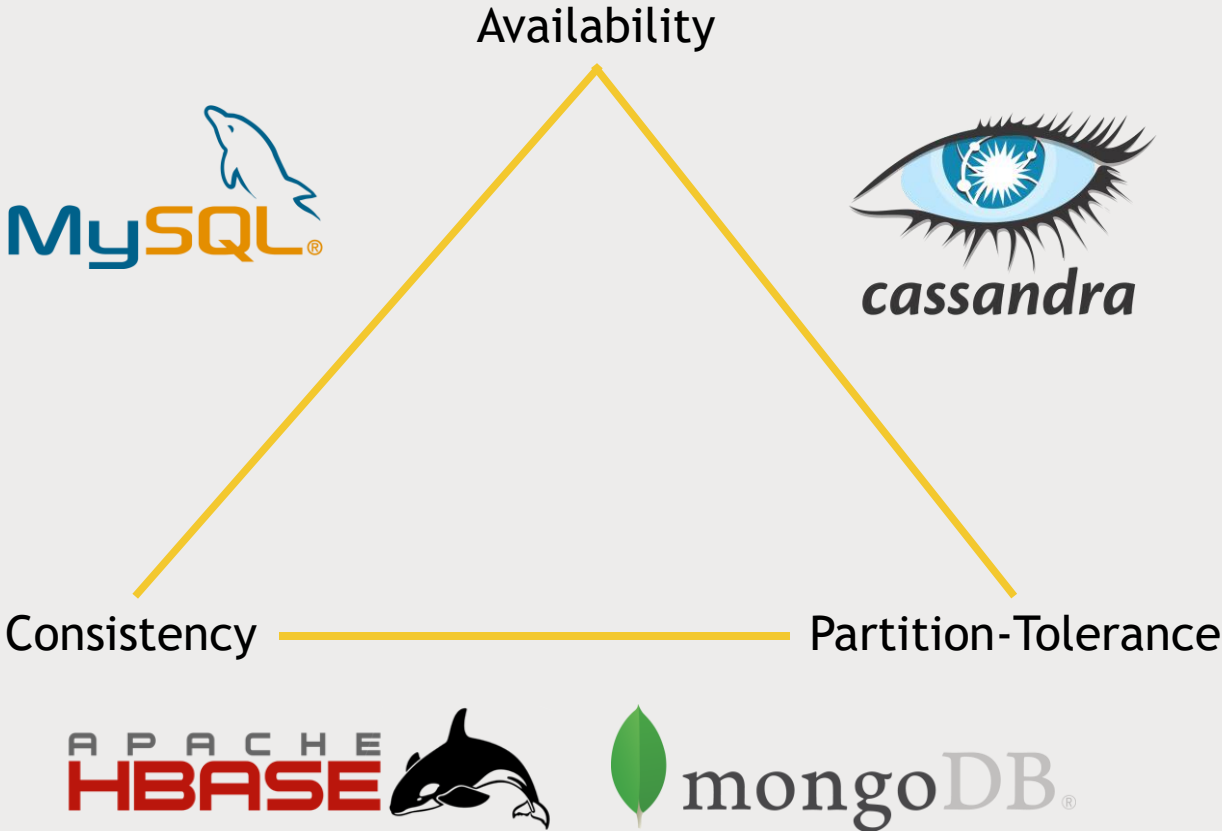 Availability
MySQL®
cassandra
Consistency
Partition-Tolerance
APACHE
HBASE
mongoDB®